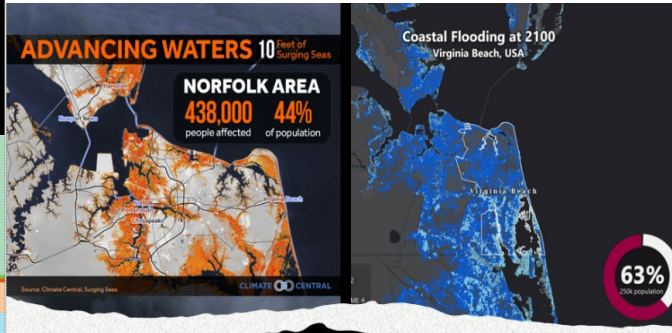 ADVANCING WATERS 10 Feet of
Surging Seas
NORFOLK AREA
438,000 44%
people affected of population
Hampton
Newport News
Portsmouth
Chesapeake
Virginia Beach
Source: Climate Central, Surging Seas.
CLIMATE CENTRAL
Coastal Flooding at 2100
Virginia Beach, USA
Virginia Beach
63%
250k population